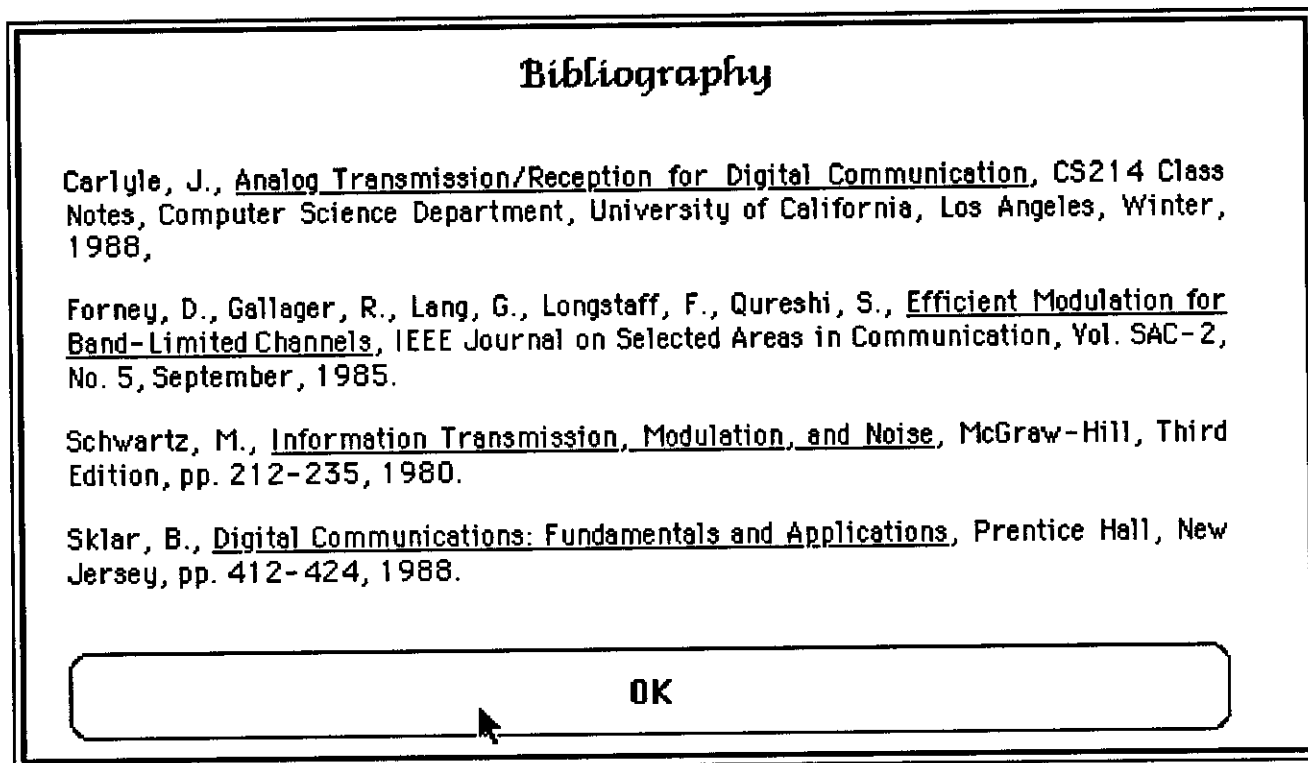 Bibliography
Carlyle, J., Analog Transmission/Reception for Digital Communication, CS214 Class
Notes, Computer Science Department, University of California, Los Angeles, Winter,
1988,
Forney, D., Gallager, R., Lang, G., Longstaff, F., Qureshi, S., Efficient Modulation for
Band-Limited Channels, IEEE Journal on Selected Areas in Communication, Vol. SAC-2,
No. 5, September, 1985.
Schwartz, M., Information Transmission, Modulation, and Noise, McGraw-Hill, Third
Edition, pp. 212-235, 1980.
Sklar, B., Digital Communications: Fundamentals and Applications, Prentice Hall, New
Jersey, pp. 412-424, 1988.
OK